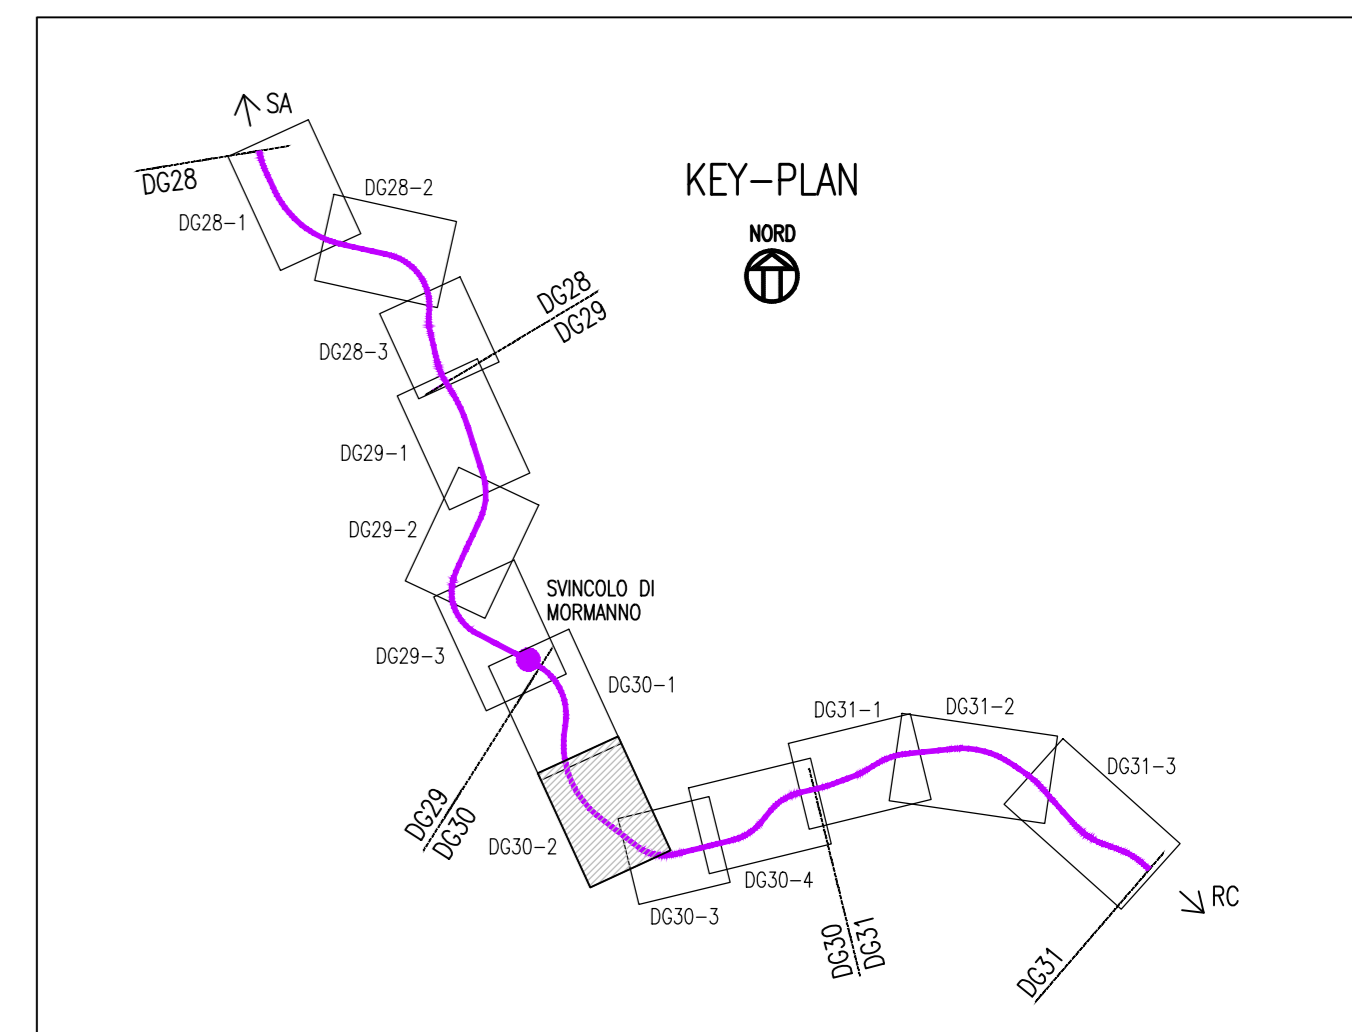 SA
DG28
DG28-1
DG28-2
KEY-PLAN
NORD
DG28
DG29
DG28-3
DG29-1
DG29-2
SVINCOLO DI
MORMANNO
DG29-3
DG30-1
DG29
DG30
DG30-2
DG30-3
DG30-4
DG31-1
DG31-2
DG31-3
DG30
DG31
RC
DG31